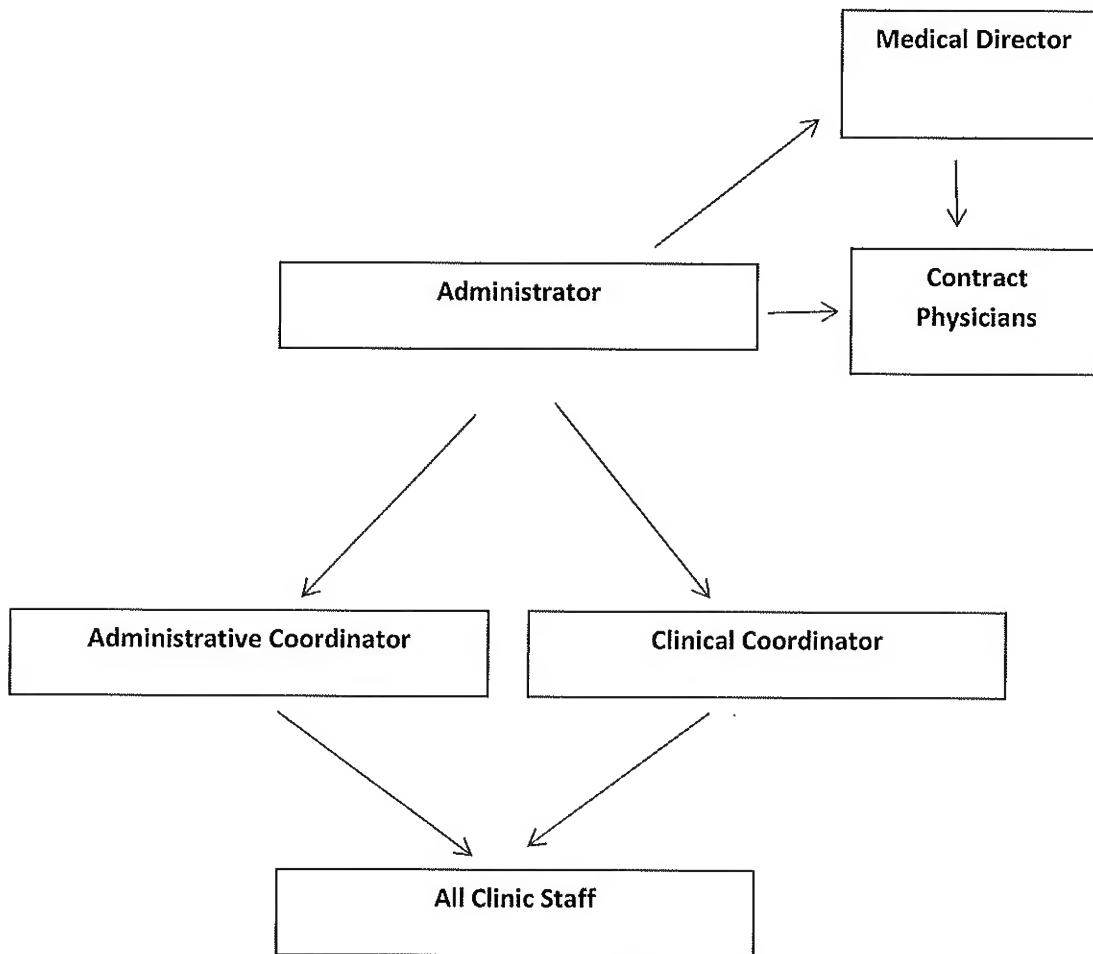 Medical Director
Administrator
Contract
Physicians
Administrative Coordinator
Clinical Coordinator
All Clinic Staff